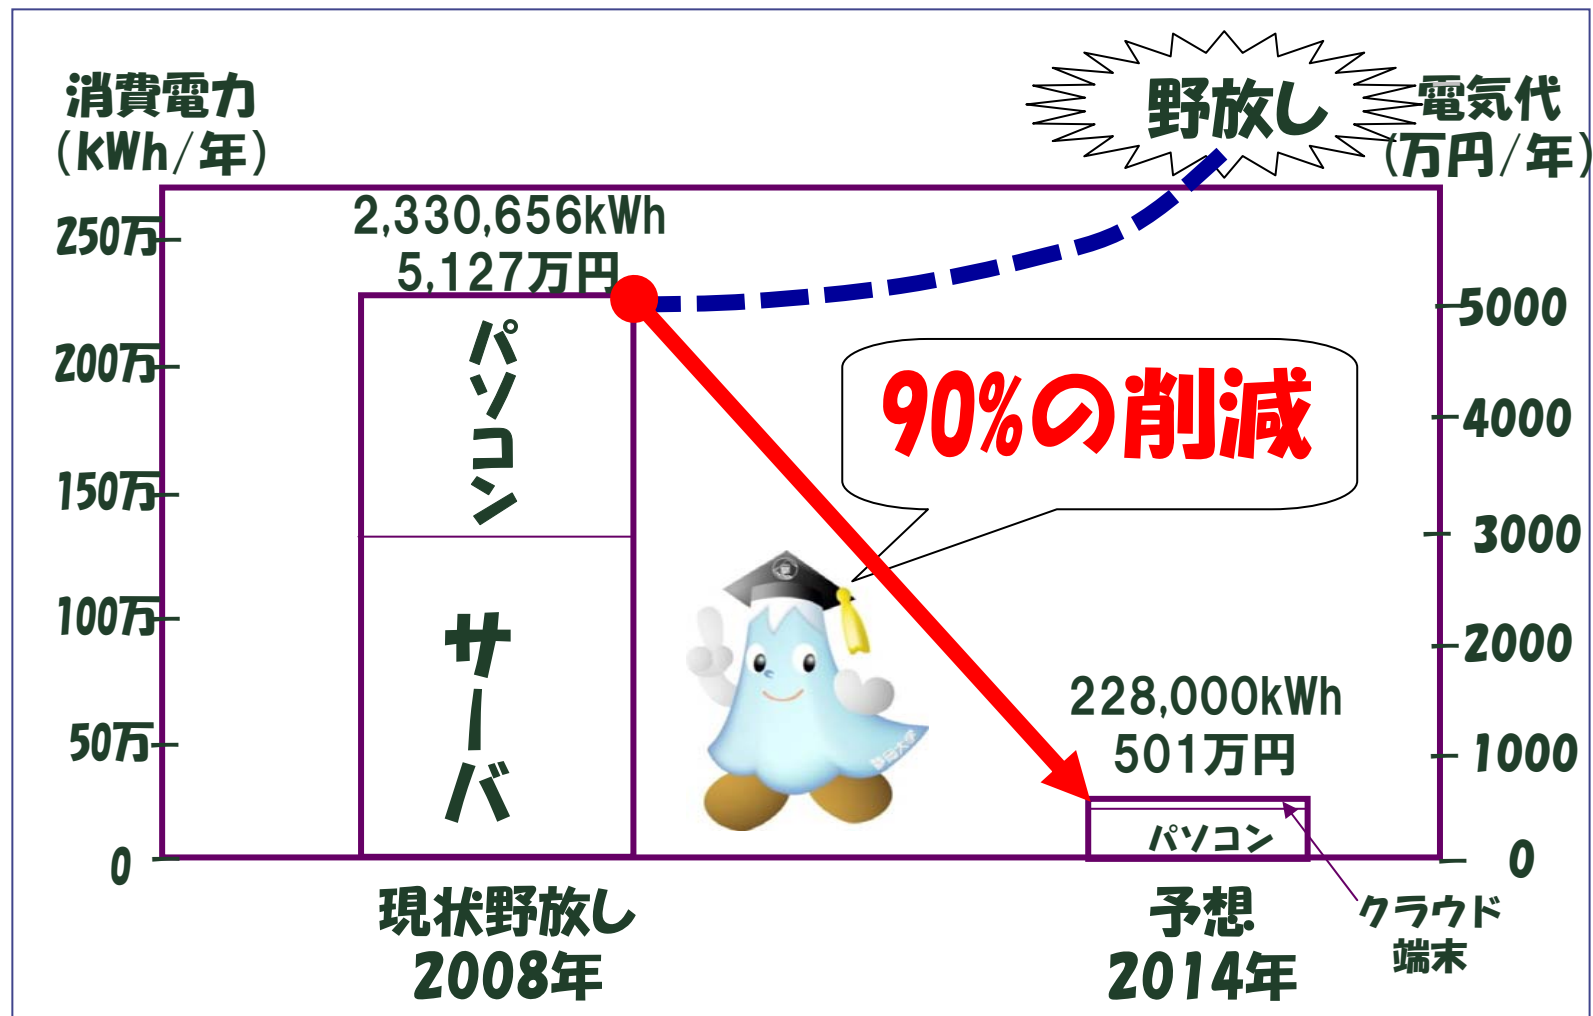 消費電力
(kWh/年)
野放し
電気代
(万円/年)
2,330,656kWh
5,127万円
250万
200万
150万
100万
50万
0
5000
4000
3000
2000
1000
0
パソコン
サーバ
90%の削減
静岡大学
228,000kWh
501万円
パソコン
クラウド
端末
現状野放し
2008年
予想
2014年